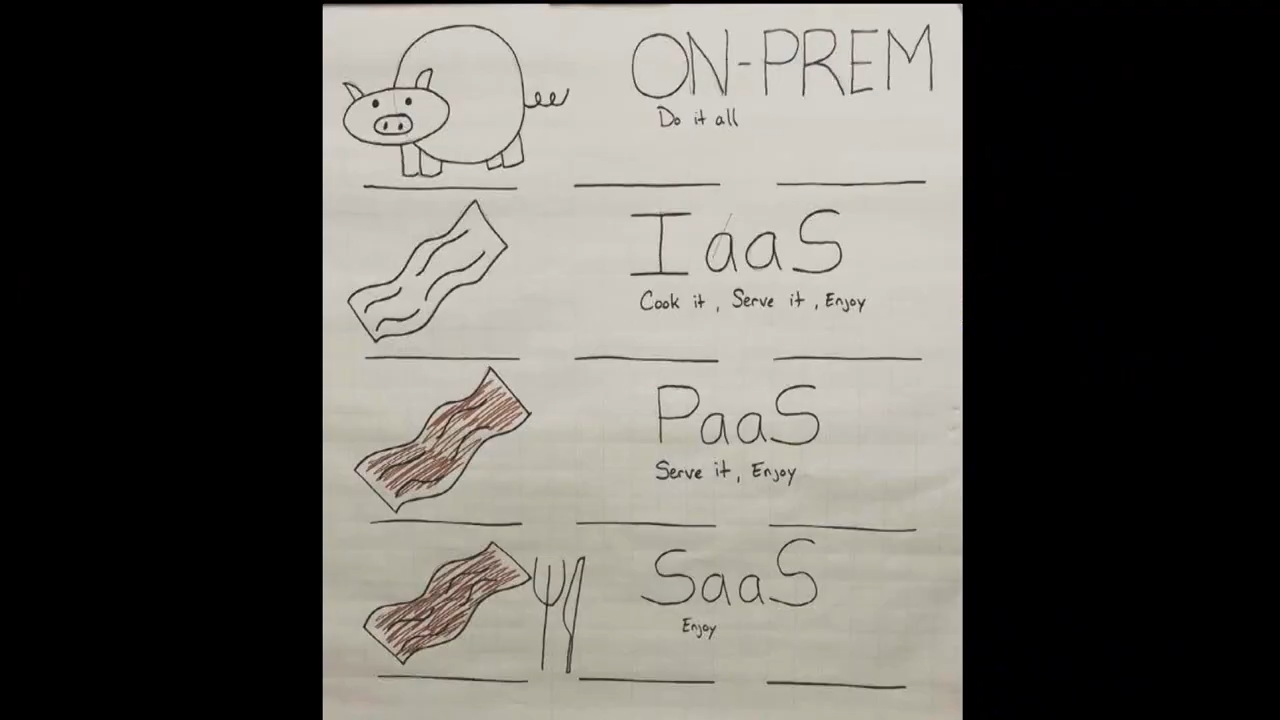 ON-PREM
Do it all
IaaS
Cook it, Serve it, Enjoy
PaaS
Serve it, Enjoy
SaaS
Enjoy